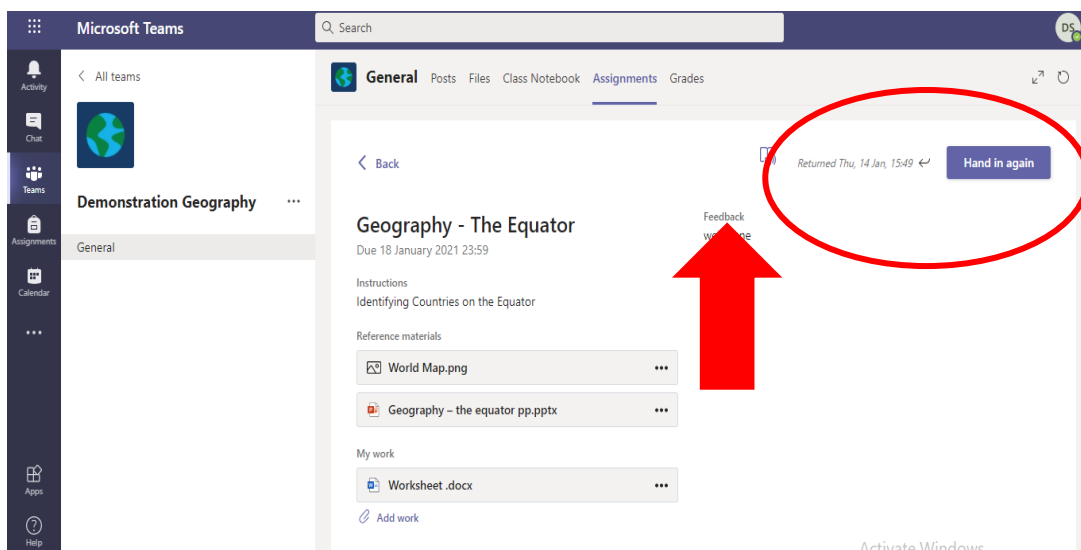 Microsoft Teams
Search
DS
Activity
Chat
Teams
Assignments
Calendar
Apps
Help
All teams
Demonstration Geography
General
General Posts Files Class Notebook Assignments Grades
Back
Returned Thu, 14 Jan, 15:49
Hand in again
Geography - The Equator
Due 18 January 2021 23:59
Feedback
Instructions
Identifying Countries on the Equator
Reference materials
World Map.png
Geography – the equator pp.pptx
My work
Worksheet .docx
Add work
Activate Windows